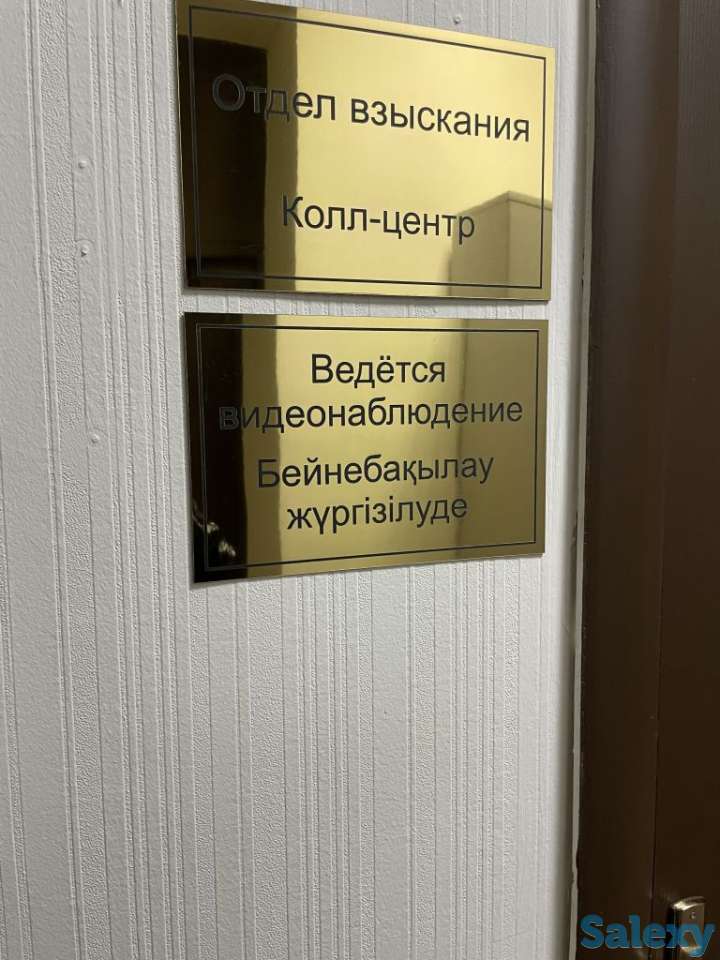 Отдел взыскания
Колл-центр
Ведётся
видеонаблюдение
Бейнебақылау
жүргізілуде
Salexy